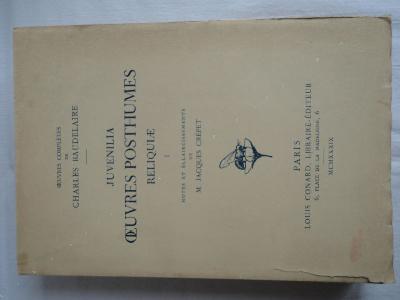 ŒUVRES COMPLÈTES
DE
CHARLES BAUDELAIRE
JUVENILIA
ŒUVRES POSTHUMES
RELIQUIÆ
I
NOTES ET ÉCLAIRCISSEMENTS
DE
M. JACQUES CRÉPET
PARIS
LOUIS CONARD, LIBRAIRE-ÉDITEUR
6, PLACE DE LA MADELEINE, 6
MCMXXXIX